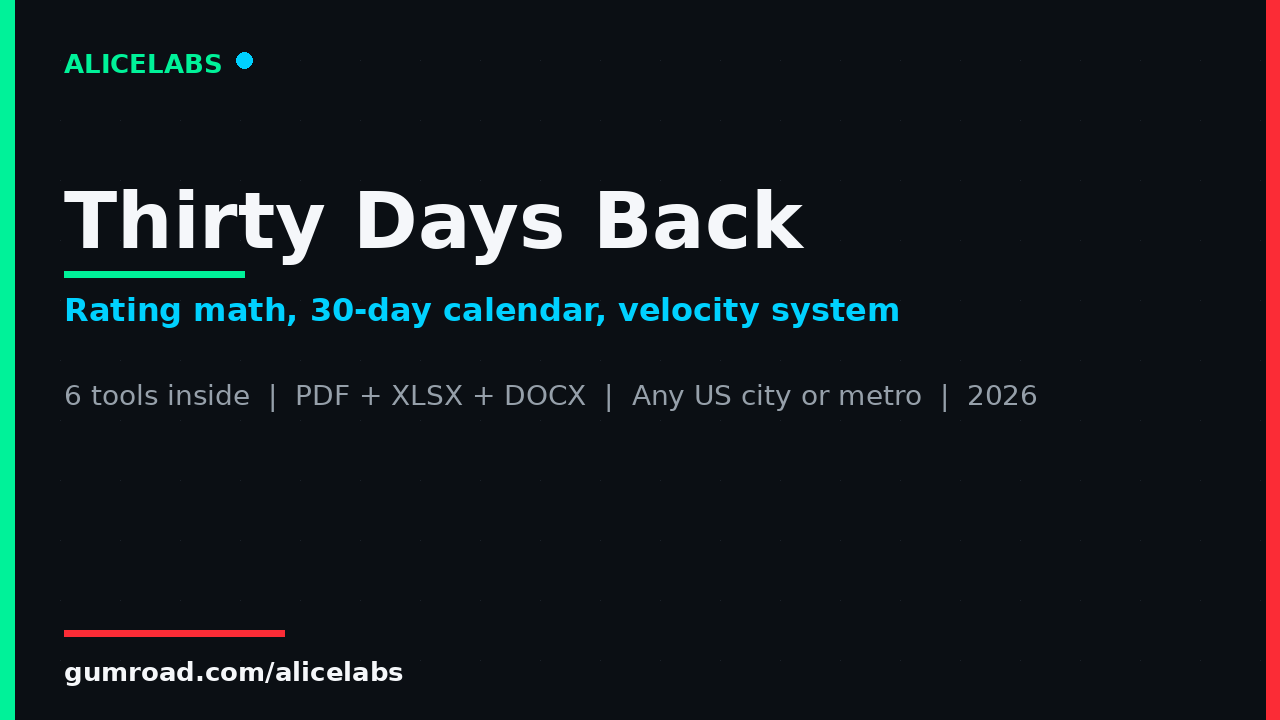 ALICELABS
Thirty Days Back
Rating math, 30-day calendar, velocity system
6 tools inside | PDF + XLSX + DOCX | Any US city or metro | 2026
gumroad.com/alicelabs